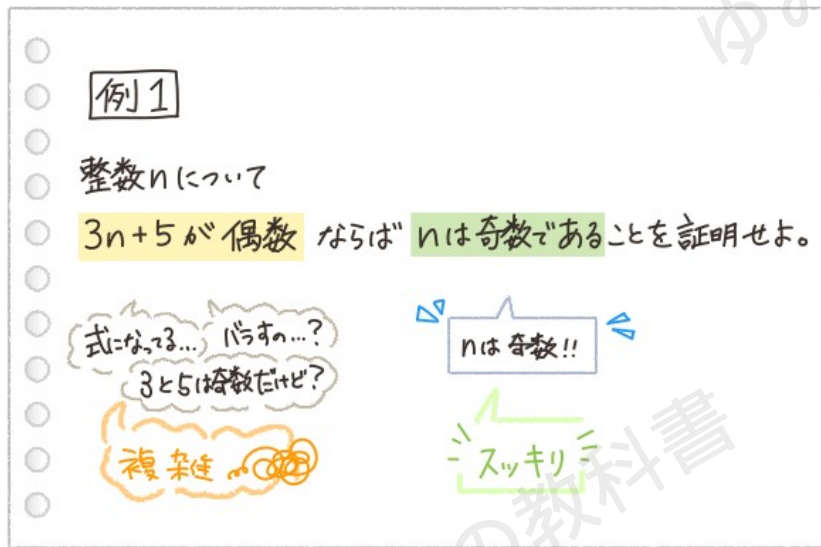 例1
整数nについて
3n+5が偶数 ならば nは奇数であることを証明せよ。
式になってる… バラすの…?
3と5は奇数だけど?
nは奇数!!
複雑
スッキリ
ゆ
の教科書